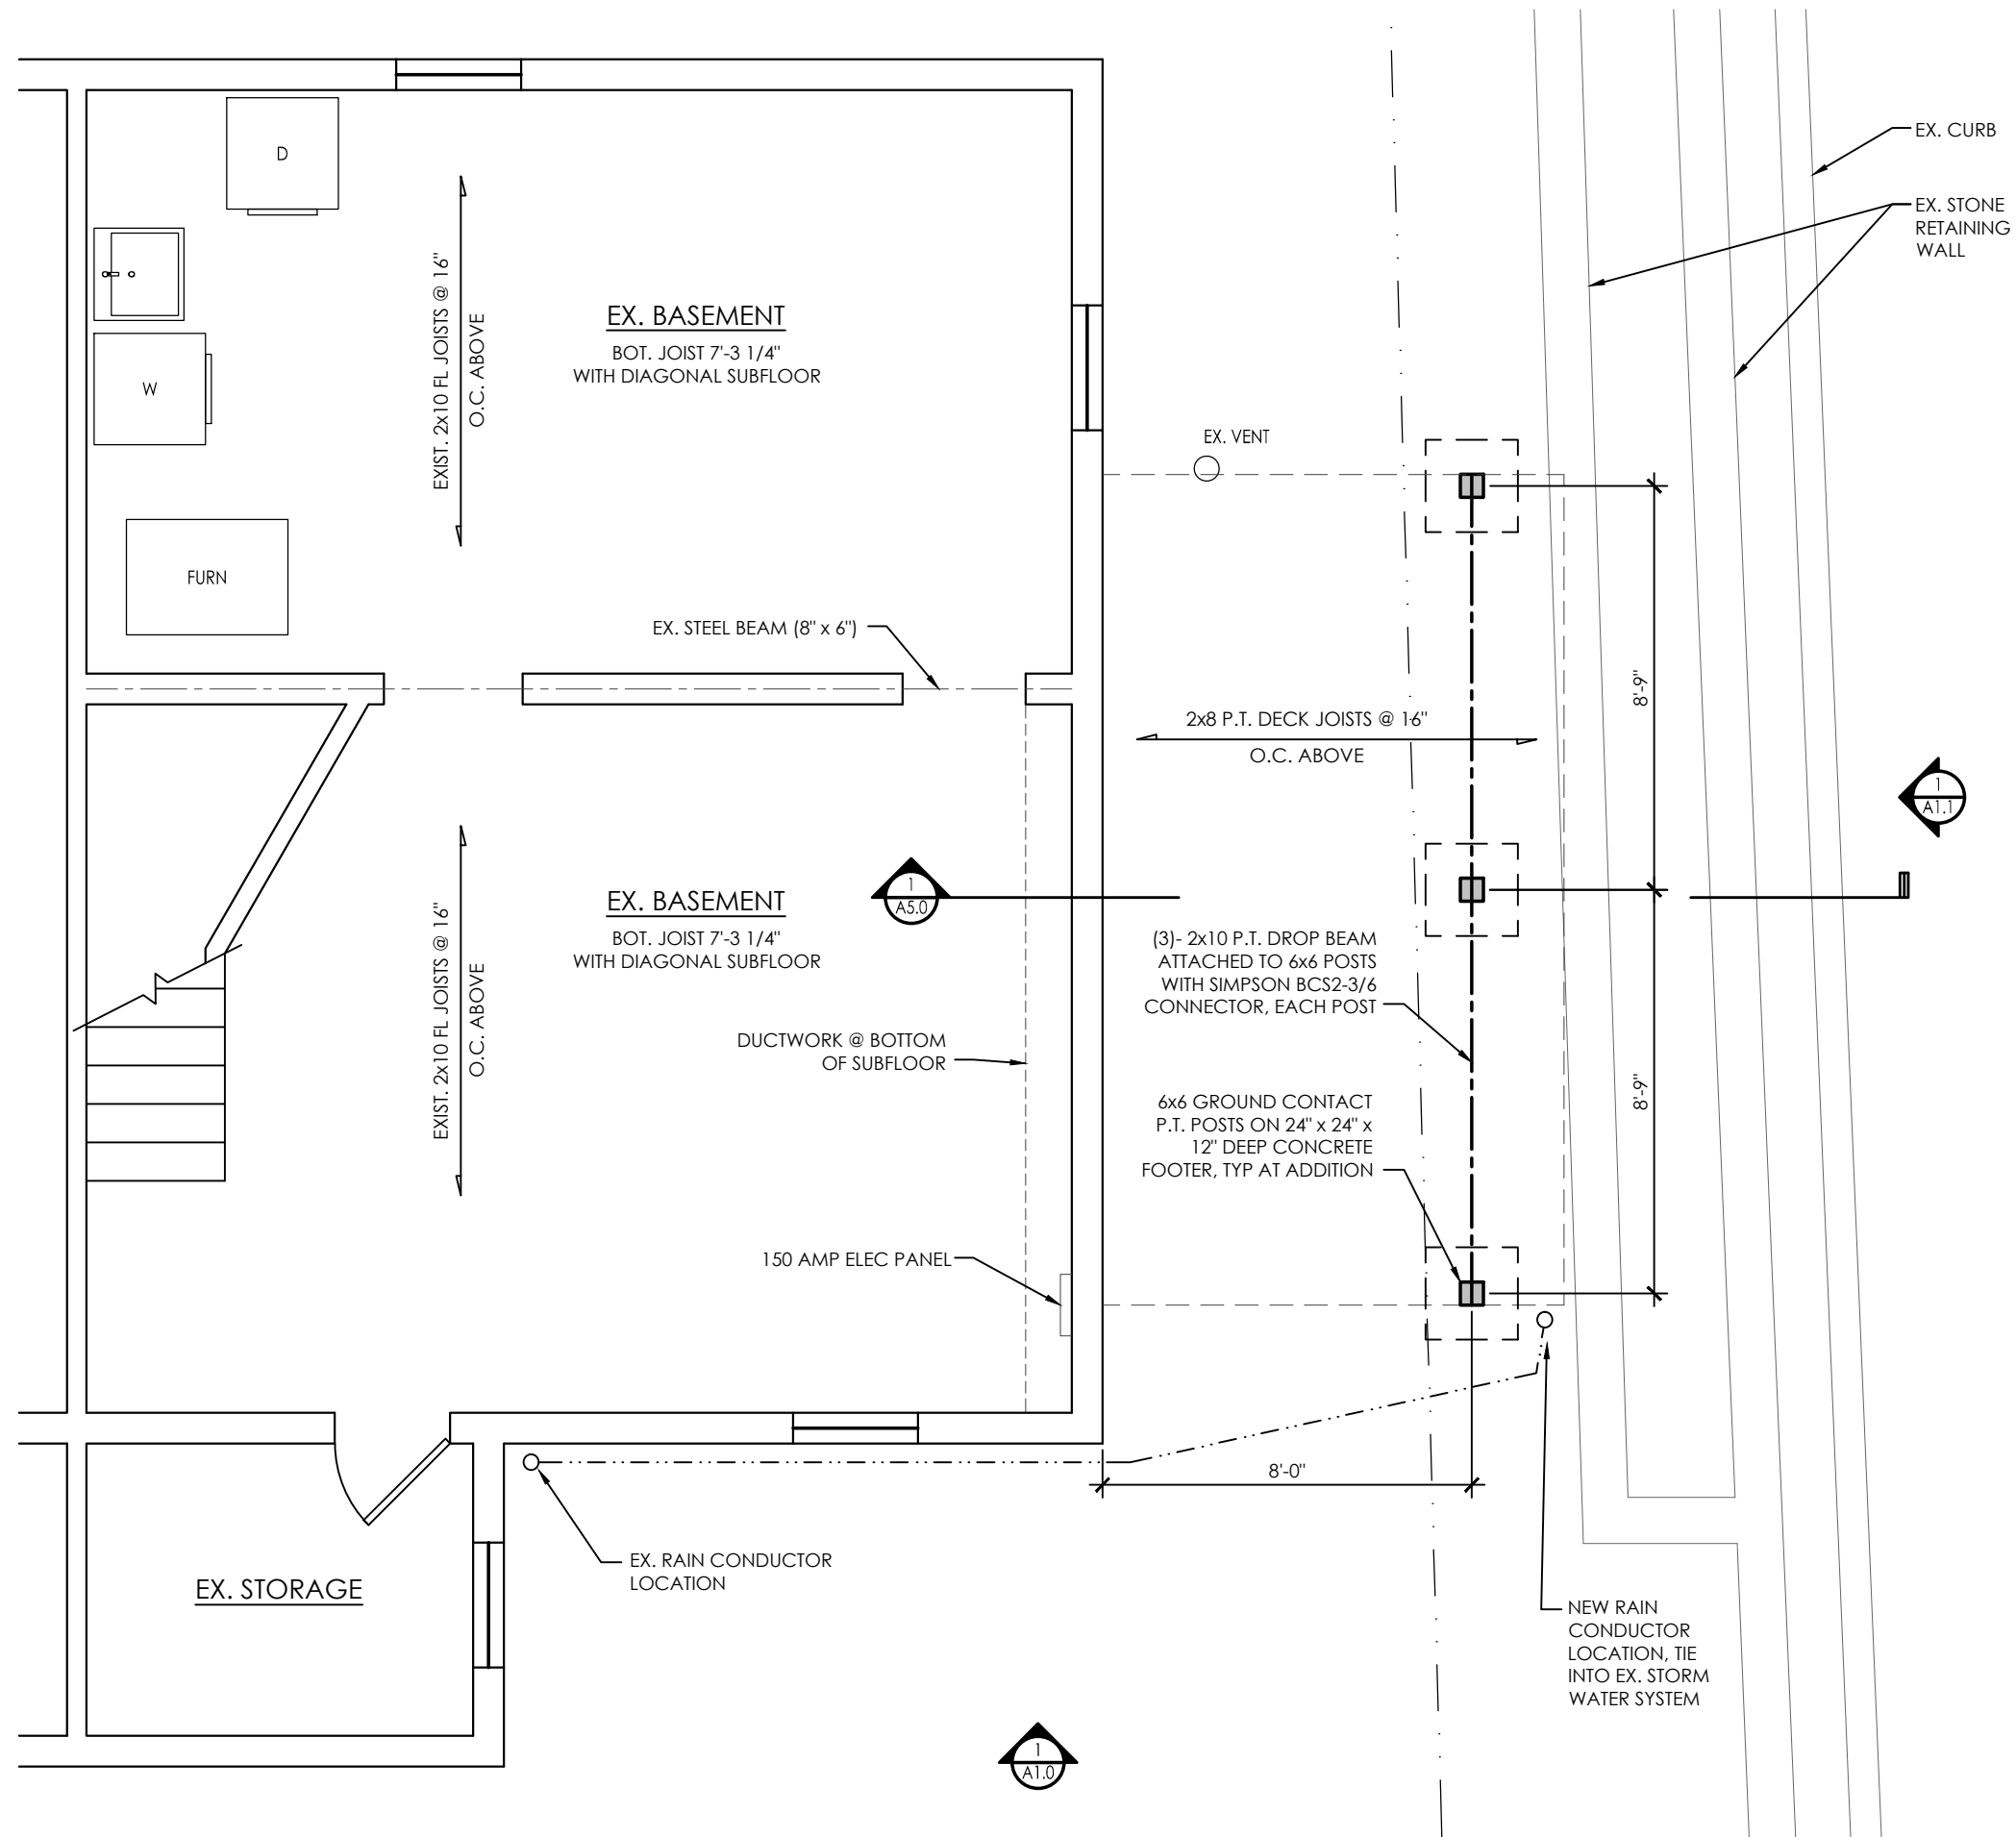 D
EX. CURB
EX. STONE
RETAINING
WALL
EXIST. 2x10 FL JOISTS @ 16"
O.C. ABOVE
EX. BASEMENT
BOT. JOIST 7'-3 1/4"
WITH DIAGONAL SUBFLOOR
W
EX. VENT
FURN
EX. STEEL BEAM (8" x 6")
8'-9"
2x8 P.T. DECK JOISTS @ 16"
O.C. ABOVE
1
A1.1
EXIST. 2x10 FL JOISTS @ 16"
O.C. ABOVE
EX. BASEMENT
BOT. JOIST 7'-3 1/4"
WITH DIAGONAL SUBFLOOR
1
A5.0
(3)- 2x10 P.T. DROP BEAM
ATTACHED TO 6x6 POSTS
WITH SIMPSON BCS2-3/6
CONNECTOR, EACH POST
DUCTWORK @ BOTTOM
OF SUBFLOOR
8'-9"
6x6 GROUND CONTACT
P.T. POSTS ON 24" x 24" x
12" DEEP CONCRETE
FOOTER, TYP AT ADDITION
150 AMP ELEC PANEL
8'-0"
EX. RAIN CONDUCTOR
LOCATION
EX. STORAGE
NEW RAIN
CONDUCTOR
LOCATION, TIE
INTO EX. STORM
WATER SYSTEM
1
A1.0